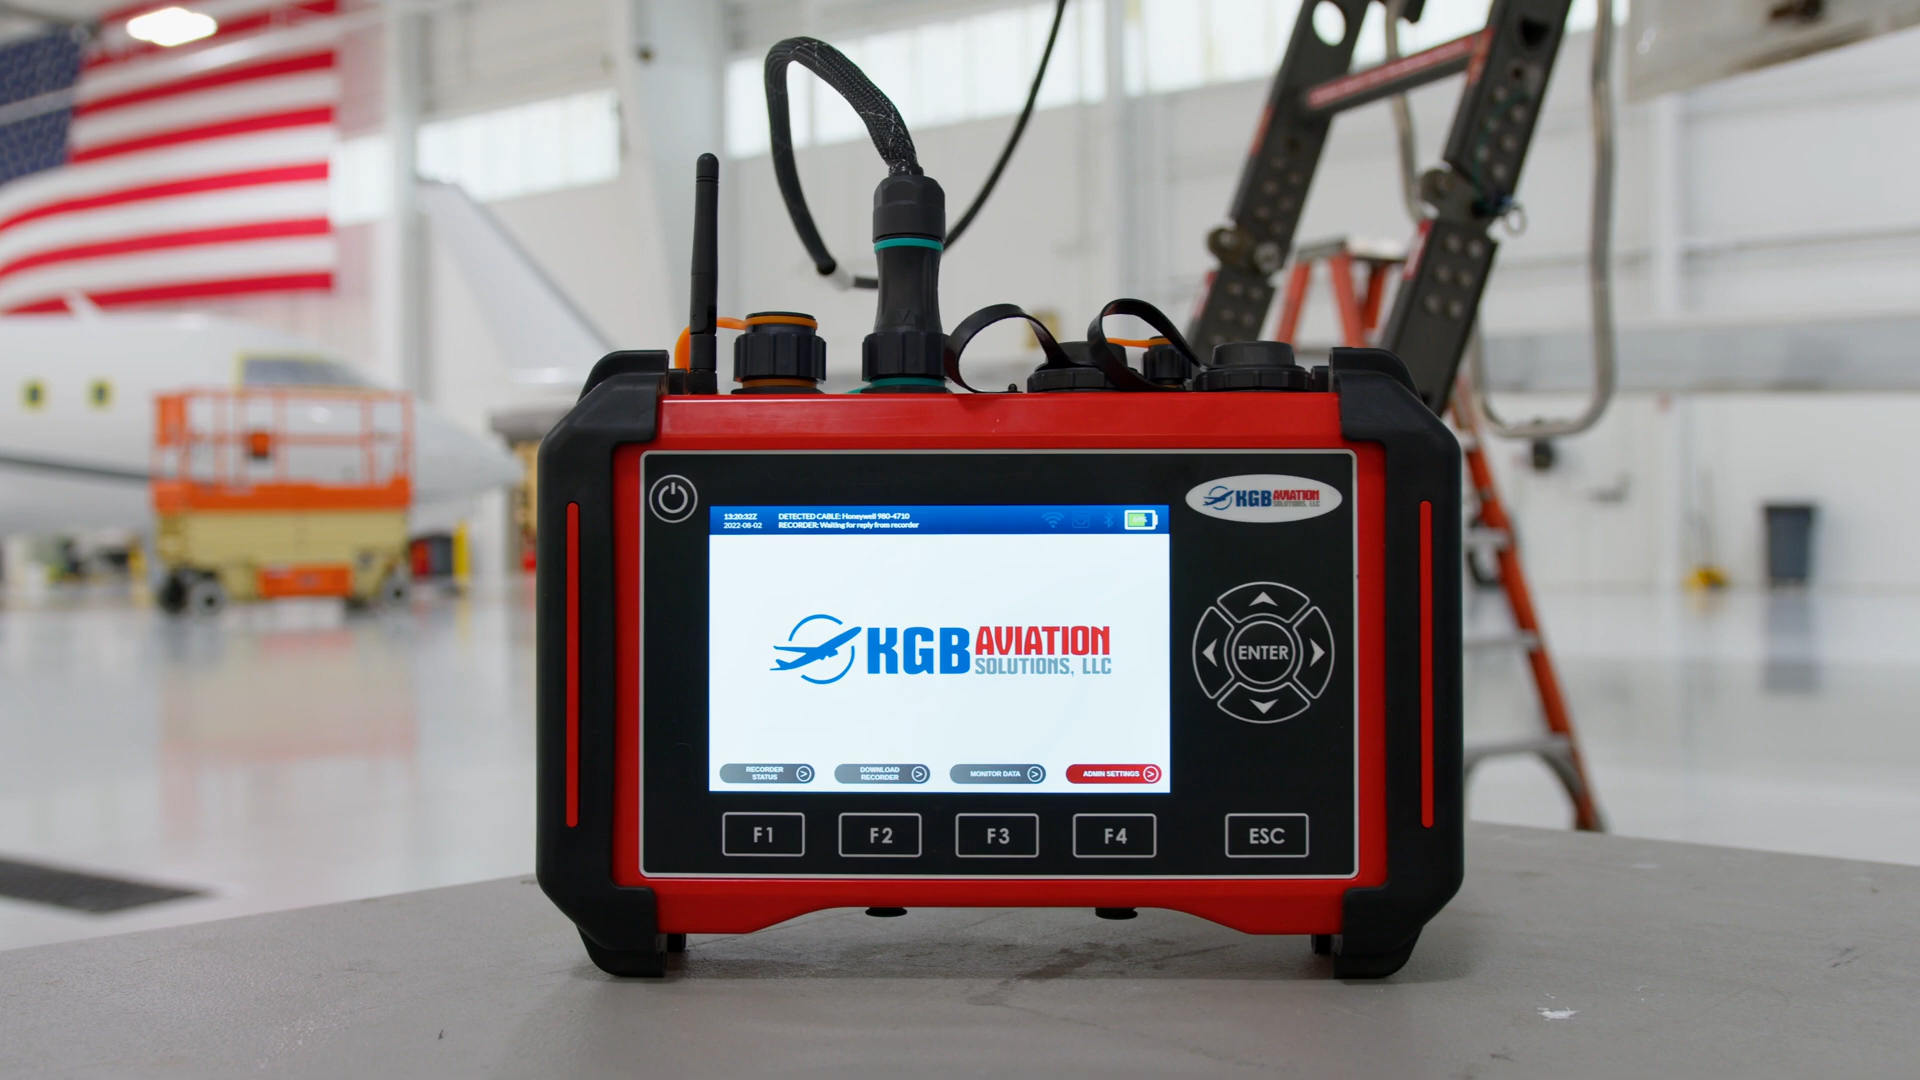 KGB AVIATION
SOLUTIONS, LLC
13:20:32Z DETECTED CABLE: Honeywell 980-4710
2022-08-02 RECORDER: Waiting for reply from recorder
KGB AVIATION
SOLUTIONS, LLC
ENTER
RECORDER
STATUS
DOWNLOAD
RECORDER
MONITOR DATA
ADMIN SETTINGS
F1
F2
F3
F4
ESC